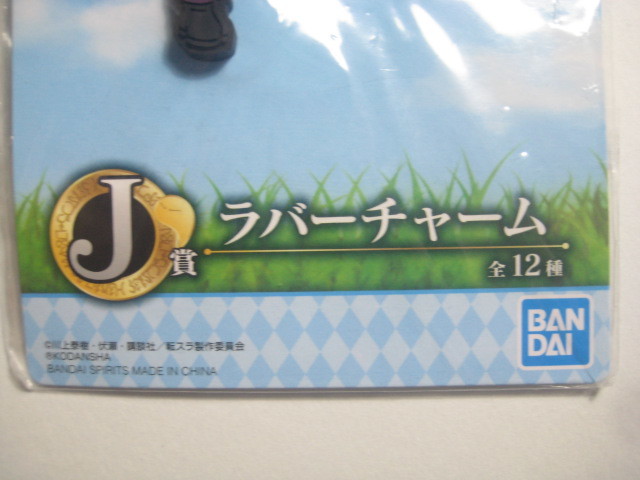 J賞
ラバーチャーム
全12種
BAN
DAI
©川上泰樹・伏瀬・講談社／転スラ製作委員会
®KODANSHA
BANDAI SPIRITS MADE IN CHINA